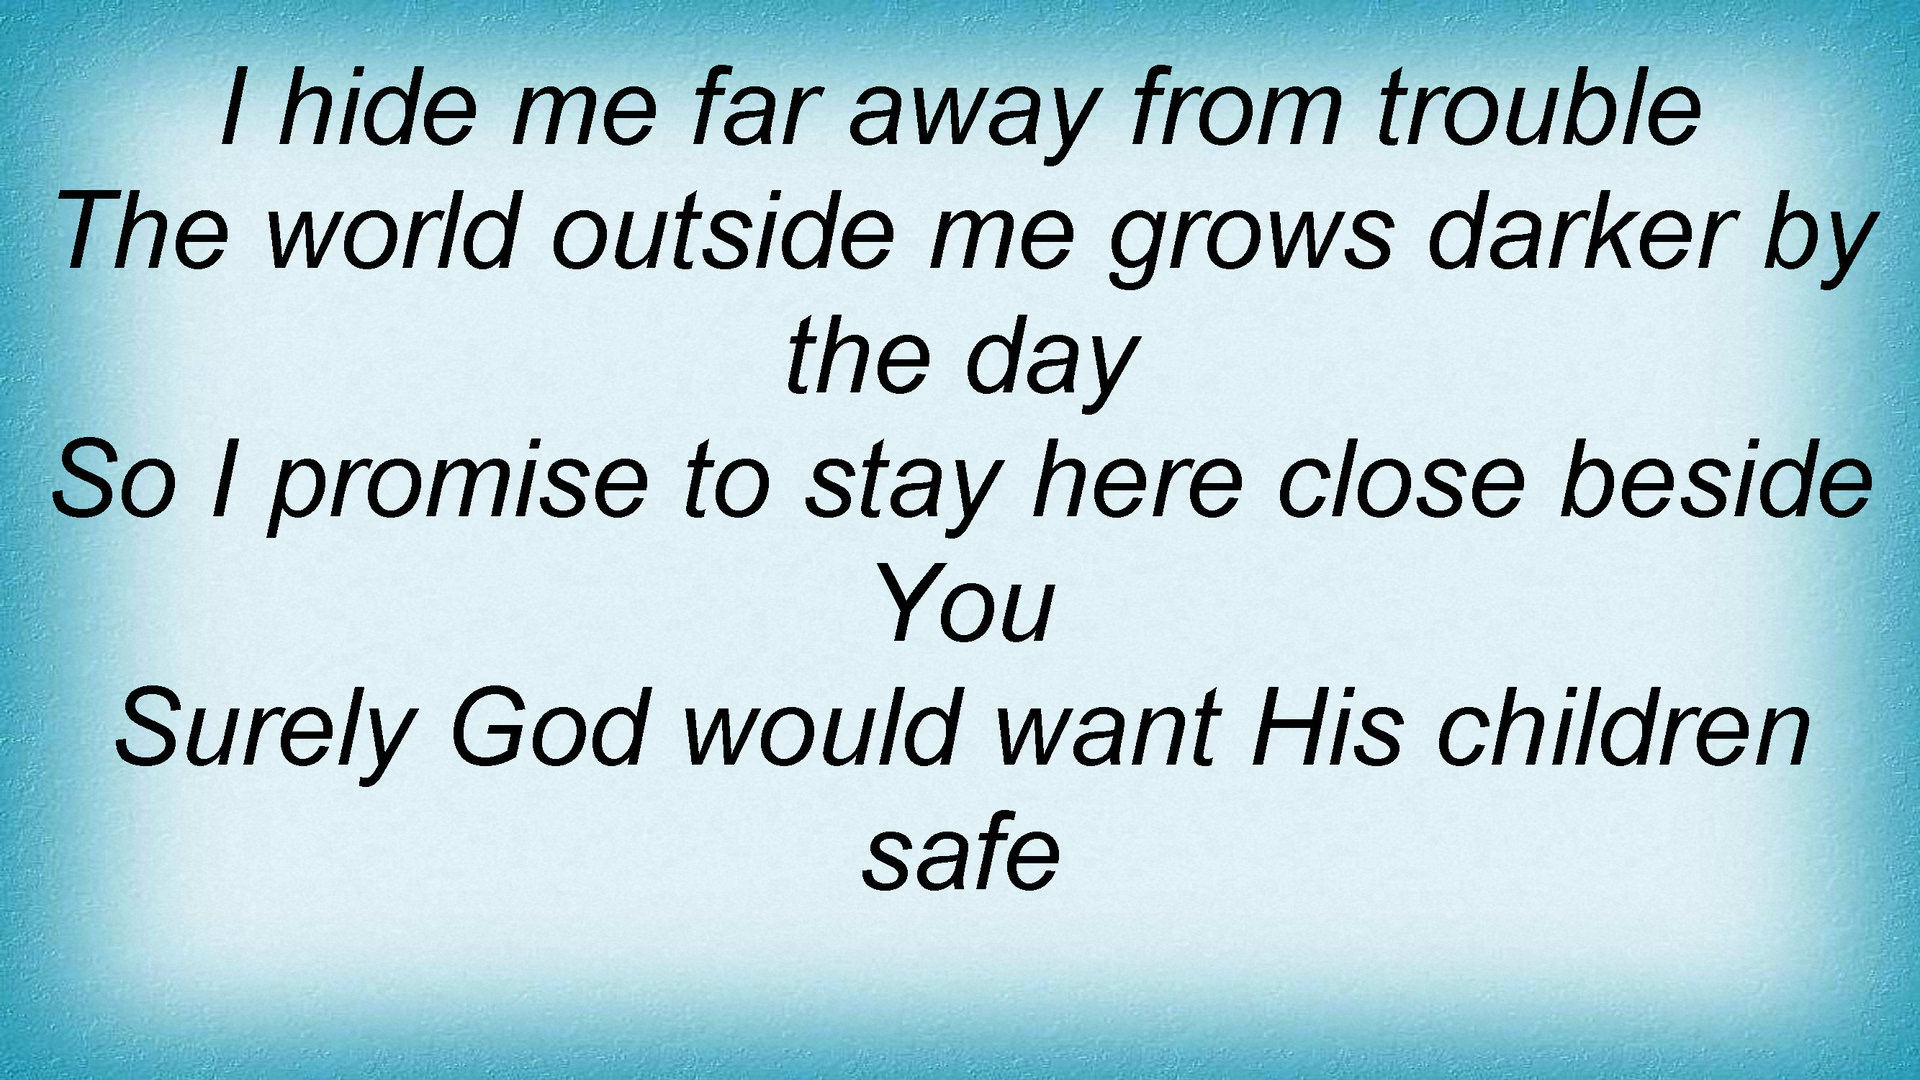 I hide me far away from trouble
The world outside me grows darker by
the day
So I promise to stay here close beside
You
Surely God would want His children
safe